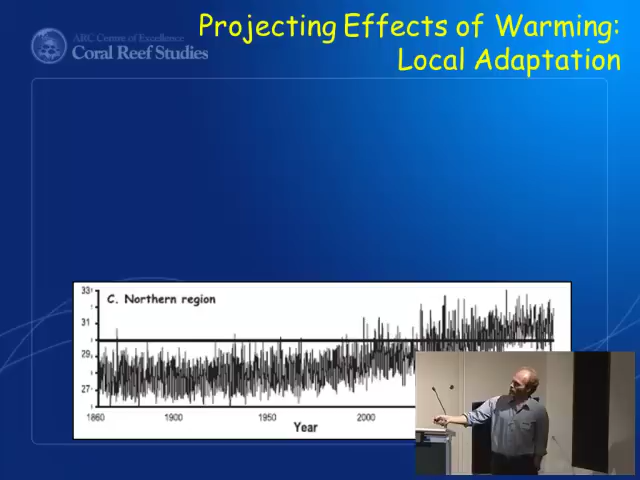 Projecting Effects of Warming:
Local Adaptation
ARC Center of Excellence
Coral Reef Studies
C. Northern region
33
31
29
27
1860
1900
1950
2000
Year